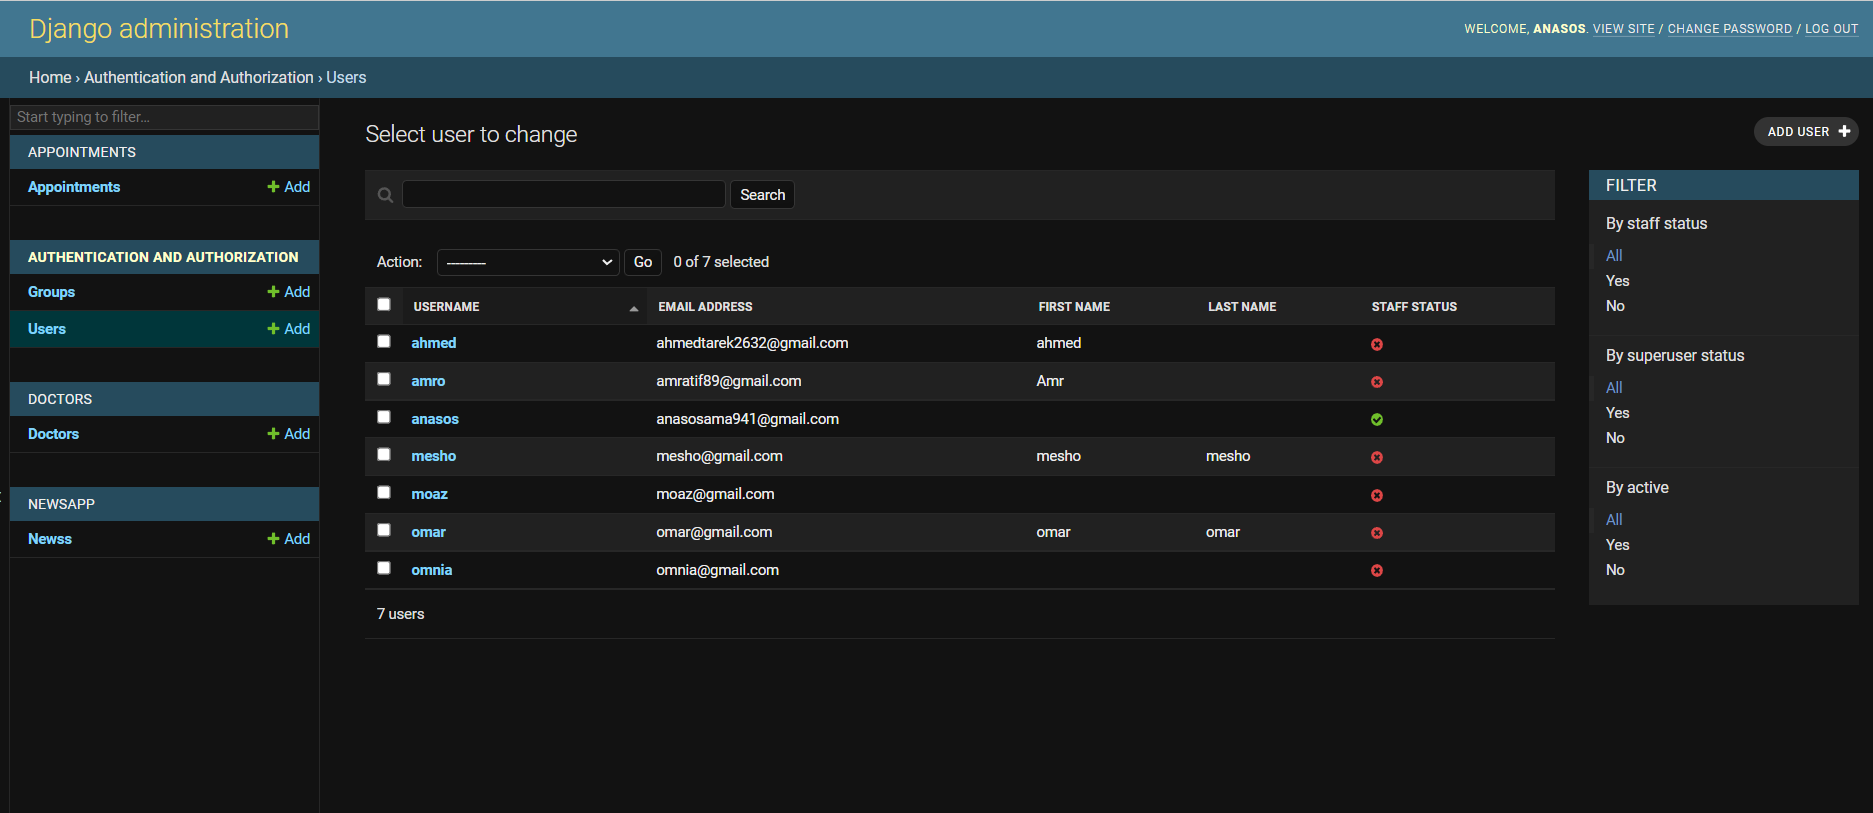 Django administration
WELCOME, ANASOS. VIEW SITE / CHANGE PASSWORD / LOG OUT
Home › Authentication and Authorization › Users
Start typing to filter...
APPOINTMENTS
Appointments + Add
AUTHENTICATION AND AUTHORIZATION
Groups + Add
Users + Add
DOCTORS
Doctors + Add
NEWSAPP
Newss + Add
Select user to change
ADD USER +
Search
Action: --------- Go 0 of 7 selected
USERNAME EMAIL ADDRESS FIRST NAME LAST NAME STAFF STATUS
ahmed ahmedtarek2632@gmail.com ahmed
amro amratif89@gmail.com Amr
anasos anasosama941@gmail.com
mesho mesho@gmail.com mesho mesho
moaz moaz@gmail.com
omar omar@gmail.com omar omar
omnia omnia@gmail.com
7 users
FILTER
By staff status
All
Yes
No
By superuser status
All
Yes
No
By active
All
Yes
No